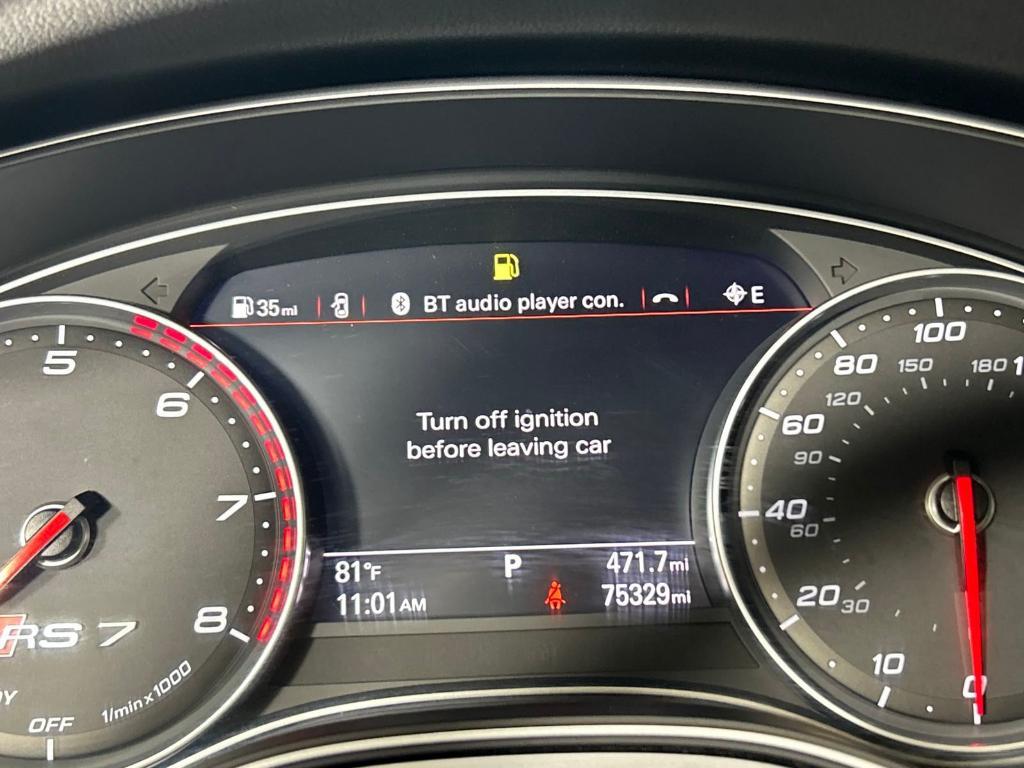 35mi
BT audio player con.
E
Turn off ignition
before leaving car
81°F
P
471.7mi
11:01AM
75329mi
5
6
7
8
RS 7
1/min x 1000
OFF
100
80
60
40
20
10
0
180
150
120
90
60
30